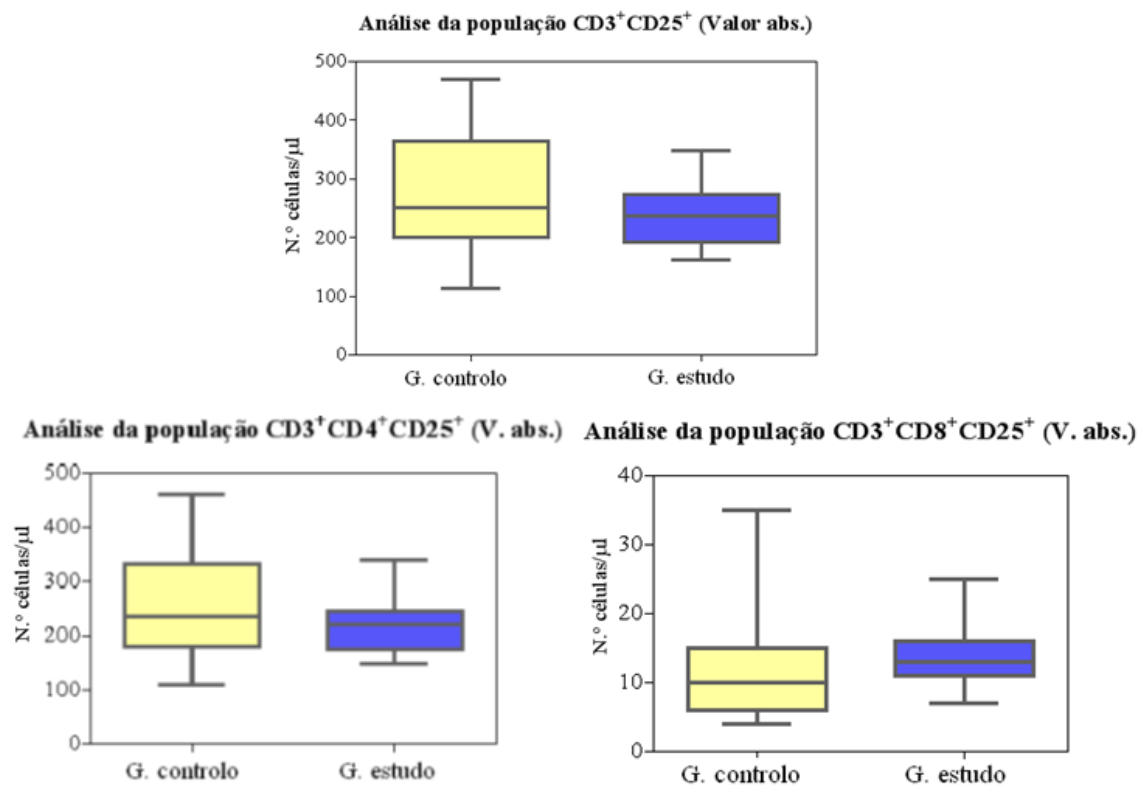 Análise da população CD3⁺CD25⁺ (Valor abs.)
500
400
300
200
100
0
N.º células/µl
G. controlo G. estudo
Análise da população CD3⁺CD4⁺CD25⁺ (V. abs.)
500
400
300
200
100
0
N.º células/µl
G. controlo G. estudo
Análise da população CD3⁺CD8⁺CD25⁺ (V. abs.)
40
30
20
10
0
N.º células/µl
G. controlo G. estudo